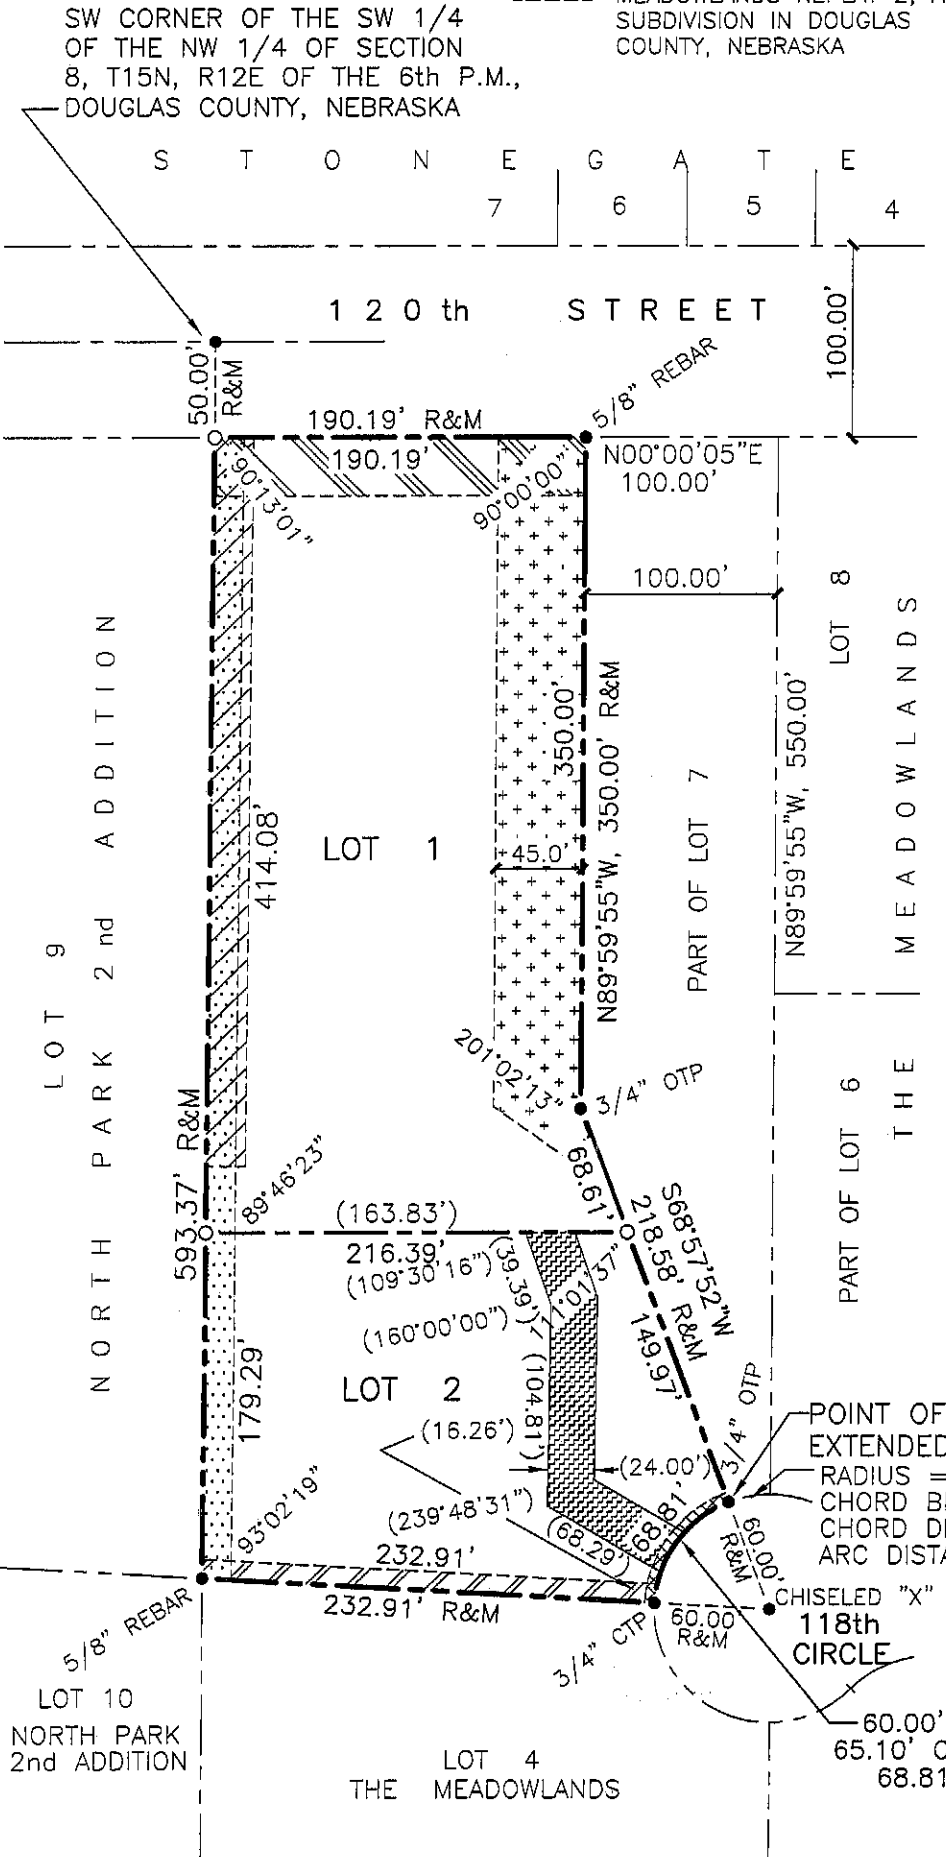 SW CORNER OF THE SW 1/4
OF THE NW 1/4 OF SECTION
8, T15N, R12E OF THE 6th P.M.,
DOUGLAS COUNTY, NEBRASKA
SUBDIVISION IN DOUGLAS
COUNTY, NEBRASKA
S T O N E G A T E
7
6
5
4
120th STREET
100.00'
50.00'
R&M
5/8" REBAR
190.19' R&M
190.19'
N00°00'05"E
100.00'
90°13'01"
90°00'00"
100.00'
LOT 8
MEADOWLANDS
LOT 9
NORTH PARK 2nd ADDITION
414.08'
LOT 1
45.0'
350.00'
N89°59'55"W, 350.00' R&M
PART OF LOT 7
N89°59'55"W, 550.00'
201°02'13"
3/4" OTP
PART OF LOT 6
THE
593.37' R&M
89°46'23"
68.61'
(163.83')
216.39'
(109°30'16")
(39.39')
111°01'37"
S68°57'52"W
218.58' R&M
149.97'
(160°00'00")
(104.81')
LOT 2
179.29'
(16.26')
(24.00')
3/4" OTP
POINT OF
EXTENDED
RADIUS =
CHORD DI
ARC DISTA
(239°48'31")
(68.29')
68.81'
60.00'
R&M
93°02'19"
232.91'
232.91' R&M
CHISELED "X"
118th
CIRCLE
60.00'
R&M
5/8" REBAR
3/4" CTP
LOT 10
NORTH PARK
2nd ADDITION
LOT 4
THE MEADOWLANDS
60.00'
65.10'
68.81